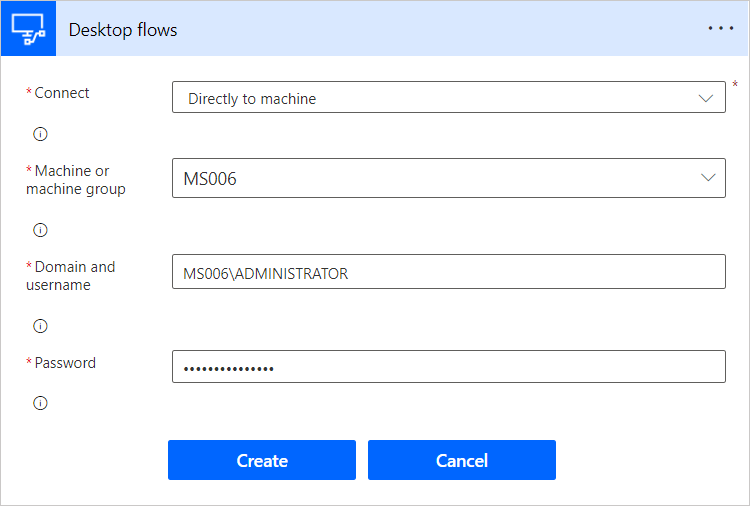 Desktop flows
* Connect
Directly to machine
*
* Machine or
machine group
MS006
* Domain and
username
MS006\ADMINISTRATOR
* Password
•••••••••••••••
Create
Cancel